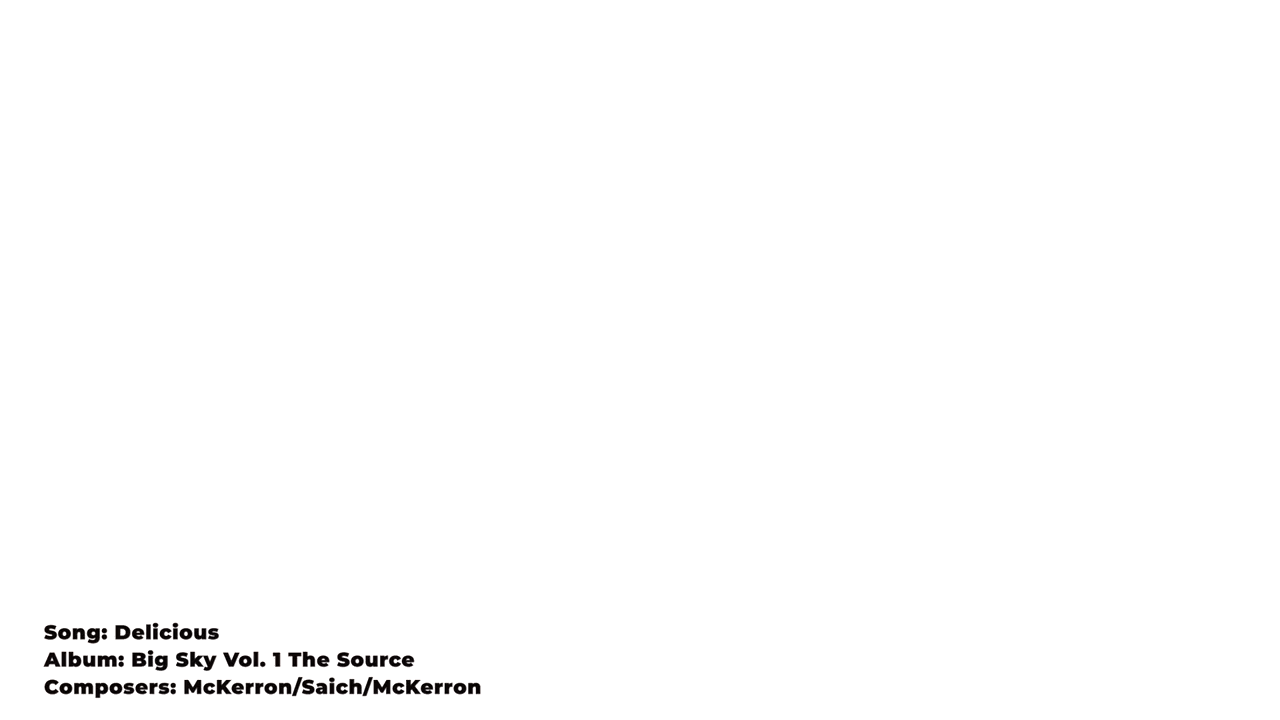 Song: Delicious
Album: Big Sky Vol. 1 The Source
Composers: McKerron/Saich/McKerron